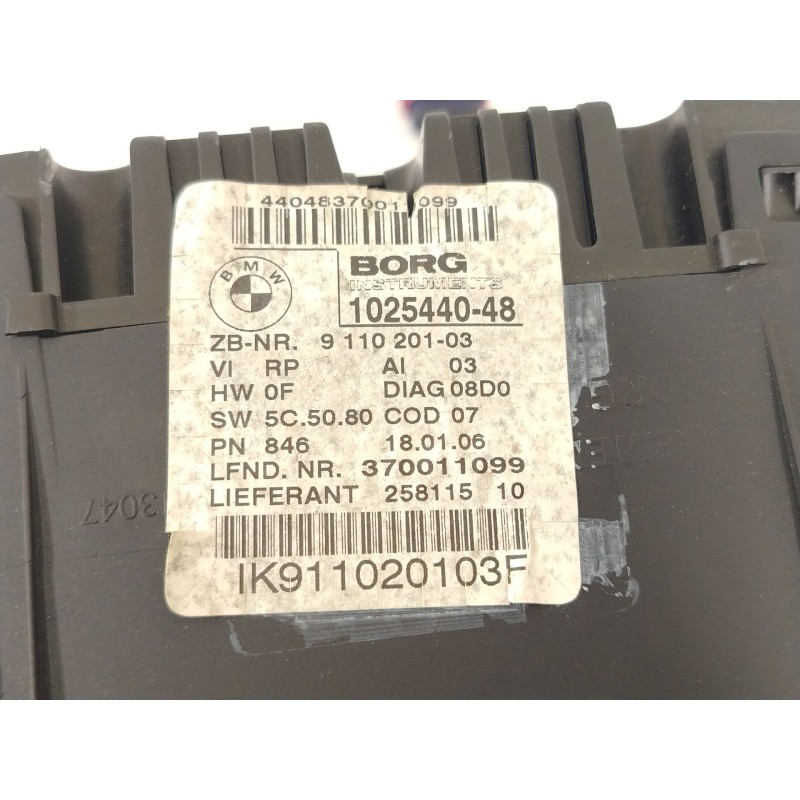 44048370011099
BMW
BORG
INSTRUMENTS
1025440-48
ZB-NR. 9 110 201-03
VI RP AI 03
HW 0F DIAG 08D0
SW 5C.50.80 COD 07
PN 846 18.01.06
LFND. NR. 370011099
LIEFERANT 258115 10
IK911020103F
3047